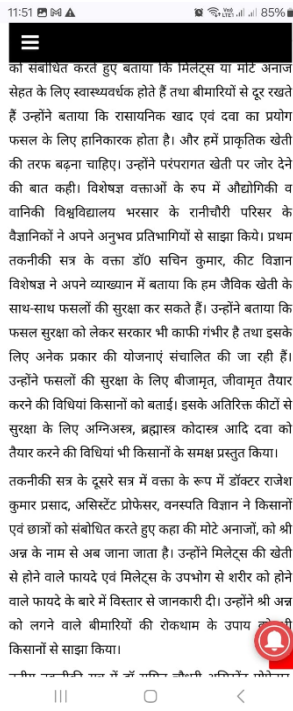 11:51
85%
को संबोधित करते हुए बताया कि मिलेट्स या मोटे अनाज
सेहत के लिए स्वास्थ्यवर्धक होते हैं तथा बीमारियों से दूर रखते
हैं उन्होंने बताया कि रासायनिक खाद एवं दवा का प्रयोग
फसल के लिए हानिकारक होता है। और हमें प्राकृतिक खेती
की तरफ बढ़ना चाहिए। उन्होंने परंपरागत खेती पर जोर देने
की बात कही। विशेषज्ञ वक्ताओं के रुप में औद्योगिकी व
वानिकी विश्वविद्यालय भरसार के रानीचौरी परिसर के
वैज्ञानिकों ने अपने अनुभव प्रतिभागियों से साझा किये। प्रथम
तकनीकी सत्र के वक्ता डॉ0 सचिन कुमार, कीट विज्ञान
विशेषज्ञ ने अपने व्याख्यान में बताया कि हम जैविक खेती के
साथ-साथ फसलों की सुरक्षा कर सकते हैं। उन्होंने बताया कि
फसल सुरक्षा को लेकर सरकार भी काफी गंभीर है तथा इसके
लिए अनेक प्रकार की योजनाएं संचालित की जा रही हैं।
उन्होंने फसलों की सुरक्षा के लिए बीजामृत, जीवामृत तैयार
करने की विधियां किसानों को बताई। इसके अतिरिक्त कीटों से
सुरक्षा के लिए अग्निअस्त्र, ब्रह्मास्त्र कोदास्त्र आदि दवा को
तैयार करने की विधियां भी किसानों के समक्ष प्रस्तुत किया।
तकनीकी सत्र के दूसरे सत्र में वक्ता के रूप में डॉक्टर राजेश
कुमार प्रसाद, असिस्टेंट प्रोफेसर, वनस्पति विज्ञान ने किसानों
एवं छात्रों को संबोधित करते हुए कहा की मोटे अनाजों, को श्री
अन्न के नाम से अब जाना जाता है। उन्होंने मिलेट्स की खेती
से होने वाले फायदे एवं मिलेट्स के उपभोग से शरीर को होने
वाले फायदे के बारे में विस्तार से जानकारी दी। उन्होंने श्री अन्न
को लगने वाले बीमारियों की रोकथाम के उपाय
किसानों से साझा किया।